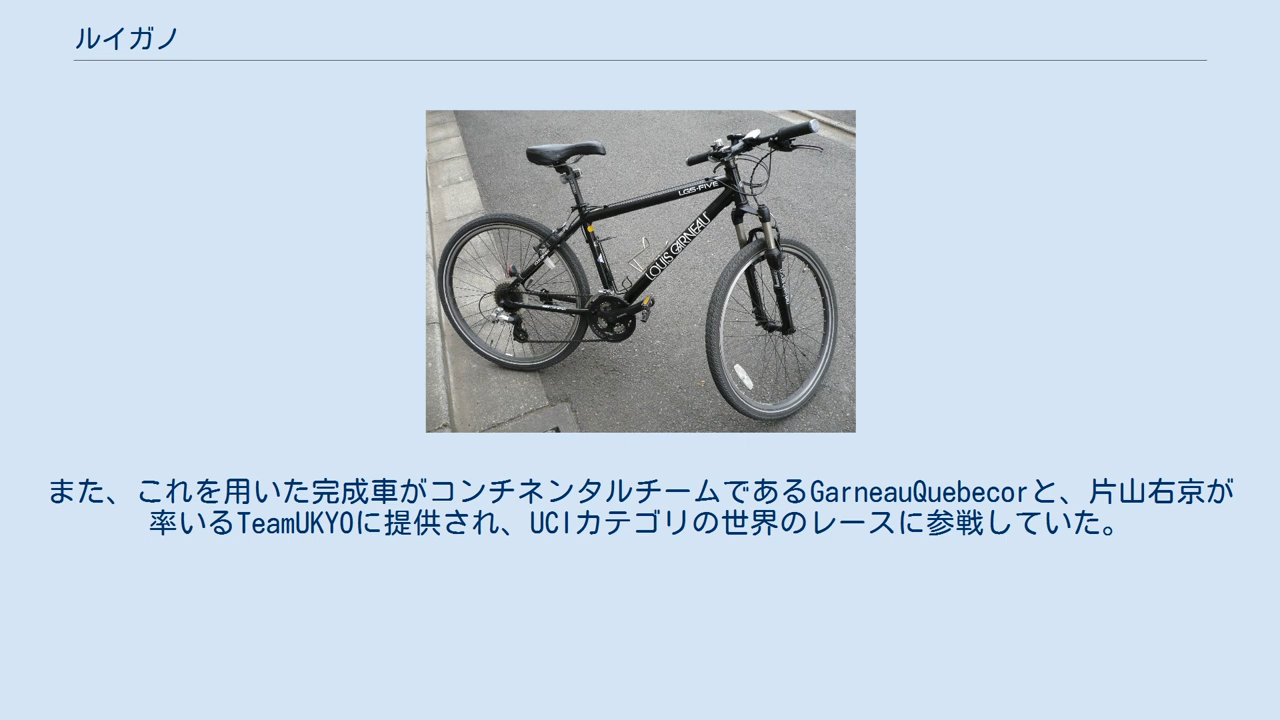 ルイガノ
LGS-FIVE
LOUIS GARNEAU
また、これを用いた完成車がコンチネンタルチームであるGarneauQuebecorと、片山右京が
率いるTeamUKYOに提供され、UCIカテゴリの世界のレースに参戦していた。